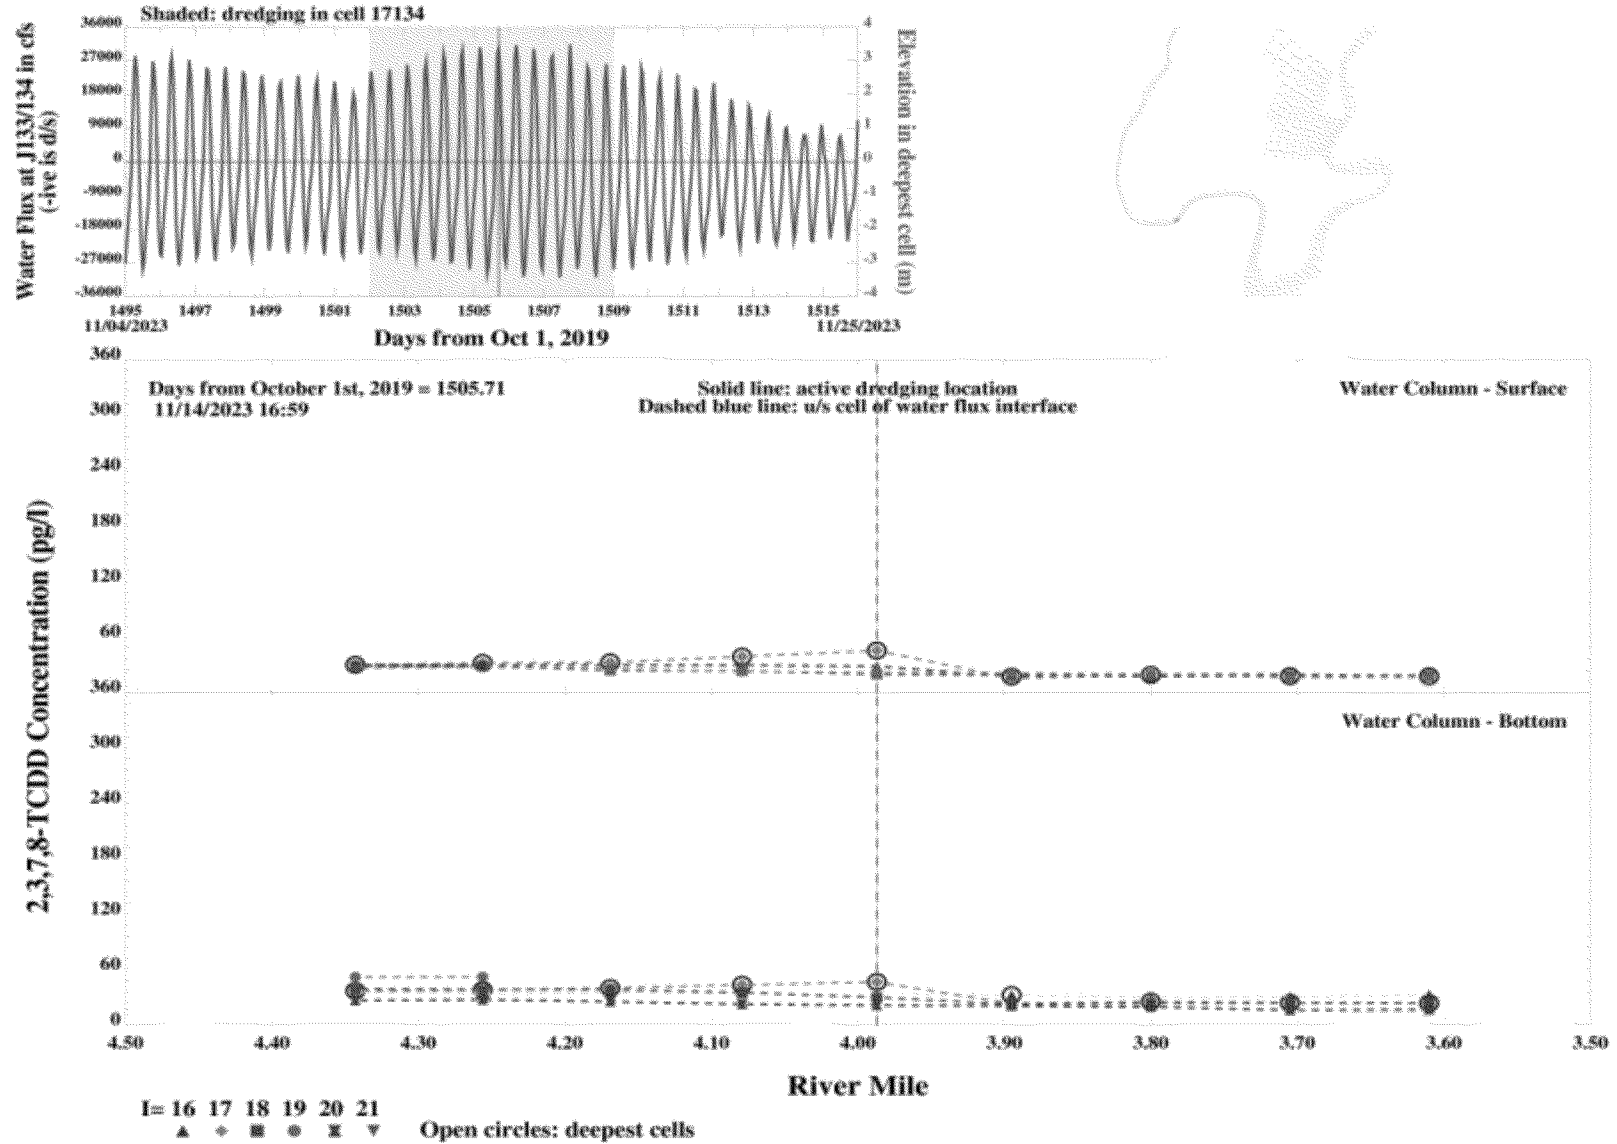 Shaded: dredging in cell 17134
Water Flux at J133/134 in cfs
(-ive is d/s)
36000
27000
18000
9000
0
-9000
-18000
-27000
-36000
4
3
2
1
0
-1
-2
-3
-4
Elevation in deepest cell (m)
1495 1497 1499 1501 1503 1505 1507 1509 1511 1513 1515
11/04/2023 11/25/2023
Days from Oct 1, 2019
2,3,7,8-TCDD Concentration (pg/l)
360
300
240
180
120
60
Days from October 1st, 2019 = 1505.71
11/14/2023 16:59
Solid line: active dredging location
Dashed blue line: u/s cell of water flux interface
Water Column - Surface
360
300
240
180
120
60
0
Water Column - Bottom
4.50 4.40 4.30 4.20 4.10 4.00 3.90 3.80 3.70 3.60 3.50
River Mile
I= 16 17 18 19 20 21
Open circles: deepest cells